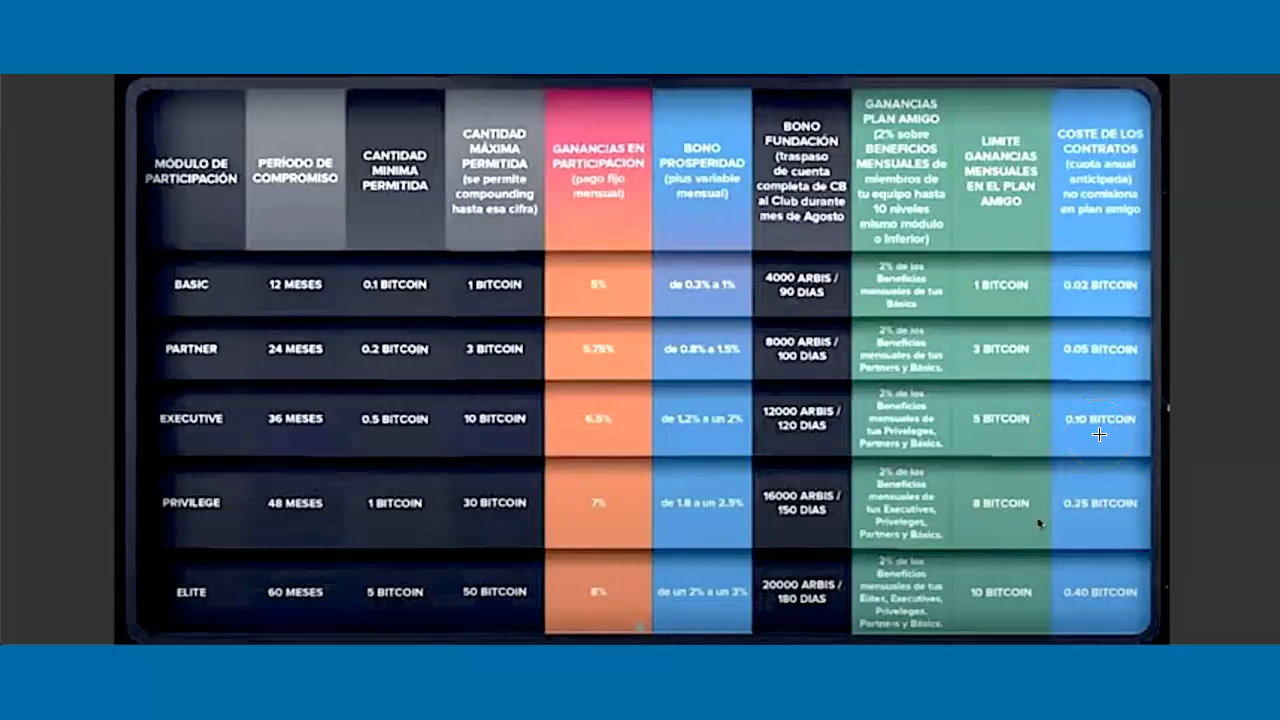 MÓDULO DE
PARTICIPACIÓN
PERÍODO DE
COMPROMISO
CANTIDAD
MINIMA
PERMITIDA
CANTIDAD
MÁXIMA
PERMITIDA
(se permite
compounding
hasta esa cifra)
GANANCIAS EN
PARTICIPACIÓN
(pago fijo
mensual)
BONO
PROSPERIDAD
(plus variable
mensual)
BONO
FUNDACIÓN
(traspaso
de cuenta
completa de CB
al Club durante
mes de Agosto
GANANCIAS
PLAN AMIGO
(2% sobre
BENEFICIOS
MENSUALES de
miembros de
tu equipo hasta
10 niveles
mismo módulo
o inferior)
LIMITE
GANANCIAS
MENSUALES
EN EL PLAN
AMIGO
COSTE DE LOS
CONTRATOS
(cuota anual
anticipada)
no comisiona
en plan amigo
BASIC
12 MESES
0.1 BITCOIN
1 BITCOIN
5%
de 0.3% a 1%
4000 ARBIS /
90 DIAS
2% de los
Beneficios
mensuales de tus
Básics
1 BITCOIN
0.02 BITCOIN
PARTNER
24 MESES
0.2 BITCOIN
3 BITCOIN
5.75%
de 0.8% a 1.5%
8000 ARBIS /
100 DIAS
2% de los
Beneficios
mensuales de tus
Partners y Básics.
3 BITCOIN
0.05 BITCOIN
EXECUTIVE
36 MESES
0.5 BITCOIN
10 BITCOIN
6.5%
de 1.2% a un 2%
12000 ARBIS /
120 DIAS
2% de los
Beneficios
mensuales de
tus Priveleges,
Partners y Básics.
5 BITCOIN
0.10 BITCOIN
PRIVILEGE
48 MESES
1 BITCOIN
30 BITCOIN
7%
de 1.8 a un 2.5%
16000 ARBIS /
150 DIAS
2% de los
Beneficios
mensuales de
tus Executives,
Priveleges,
Partners y Básics.
8 BITCOIN
0.25 BITCOIN
ELITE
60 MESES
5 BITCOIN
50 BITCOIN
8%
de un 2% a un 3%
20000 ARBIS /
180 DIAS
2% de los
Beneficios
mensuales de tus
Elites, Executives,
Priveleges,
Partners y Básics.
10 BITCOIN
0.40 BITCOIN